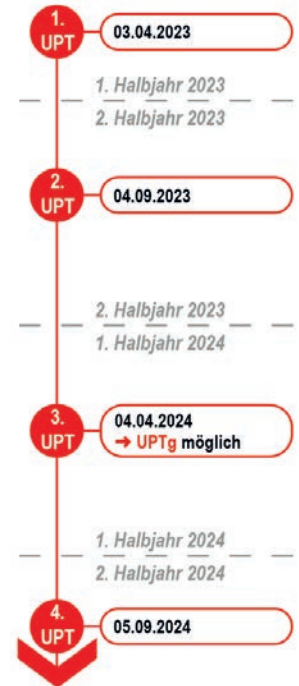 1.
UPT
03.04.2023
1. Halbjahr 2023
2. Halbjahr 2023
2.
UPT
04.09.2023
2. Halbjahr 2023
1. Halbjahr 2024
3.
UPT
04.04.2024
➞ UPTg möglich
1. Halbjahr 2024
2. Halbjahr 2024
4.
UPT
05.09.2024